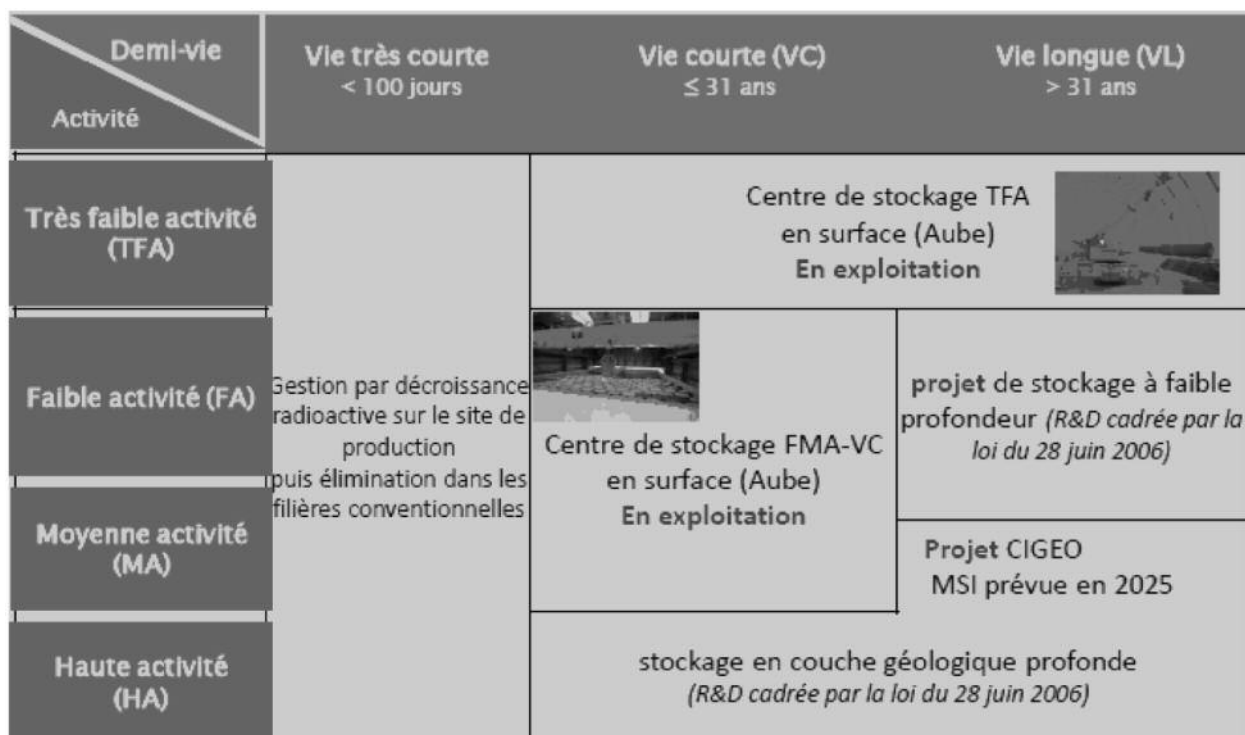 Demi-vie
Activité
Vie très courte
< 100 jours
Vie courte (VC)
≤ 31 ans
Vie longue (VL)
> 31 ans
Très faible activité
(TFA)
Centre de stockage TFA
en surface (Aube)
En exploitation
Faible activité (FA)
Gestion par décroissance
radioactive sur le site de
production
puis élimination dans les
filières conventionnelles
Centre de stockage FMA-VC
en surface (Aube)
En exploitation
projet de stockage à faible
profondeur (R&D cadrée par la
loi du 28 juin 2006)
Moyenne activité
(MA)
Projet CIGEO
MSI prévue en 2025
Haute activité
(HA)
stockage en couche géologique profonde
(R&D cadrée par la loi du 28 juin 2006)